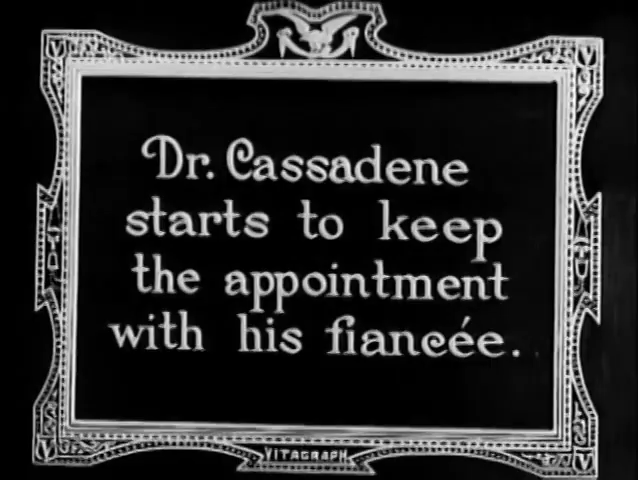 Dr. Cassadene
starts to keep
the appointment
with his fiancée.
VITAGRAPH